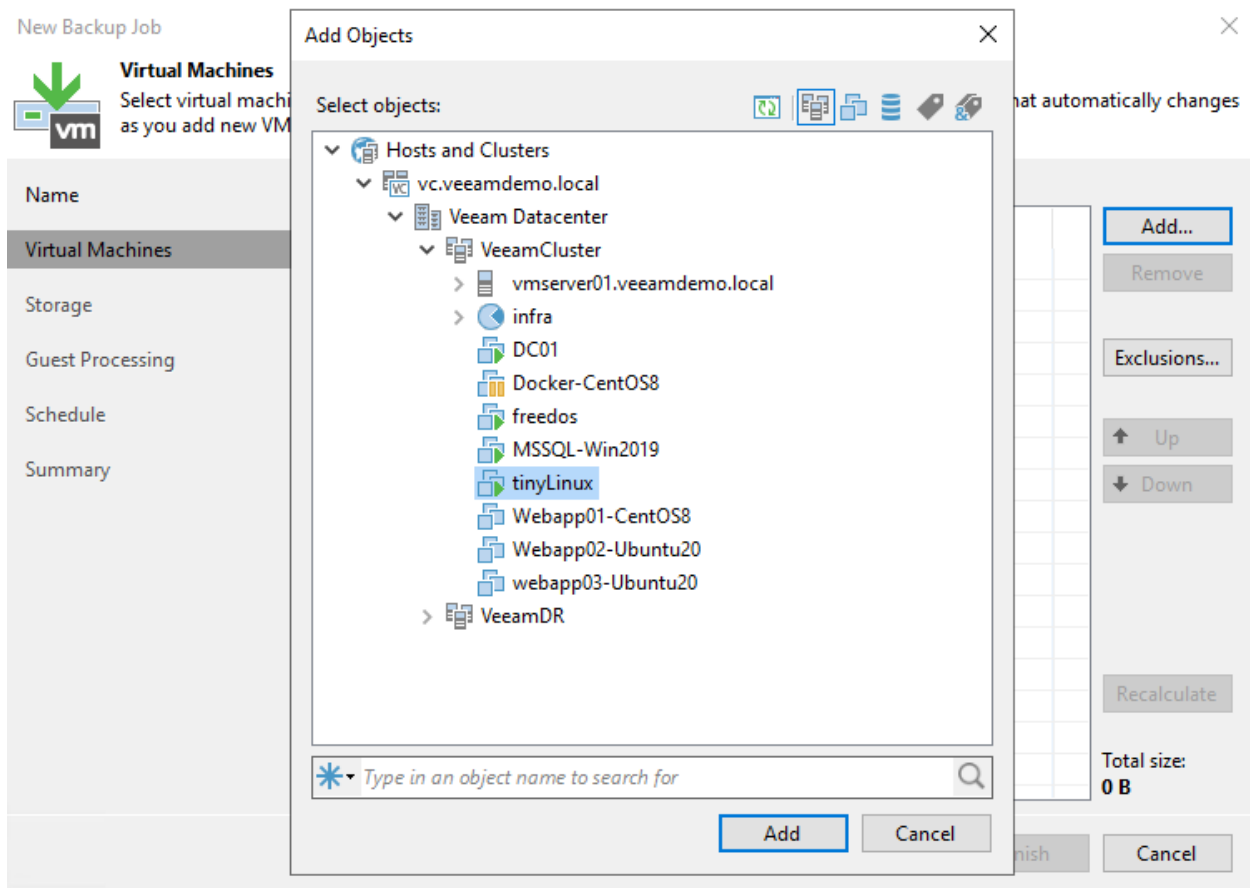 New Backup Job
Virtual Machines
Select virtual machi
as you add new VM
hat automatically changes
Name
Virtual Machines
Storage
Guest Processing
Schedule
Summary
Add Objects
Select objects:
Hosts and Clusters
VC
vc.veeamdemo.local
Veeam Datacenter
VeeamCluster
vmserver01.veeamdemo.local
infra
DC01
Docker-CentOS8
freedos
MSSQL-Win2019
tinyLinux
Webapp01-CentOS8
Webapp02-Ubuntu20
webapp03-Ubuntu20
VeeamDR
Type in an object name to search for
Add
Cancel
Add...
Remove
Exclusions...
Up
Down
Recalculate
Total size:
0 B
nish
Cancel
vm